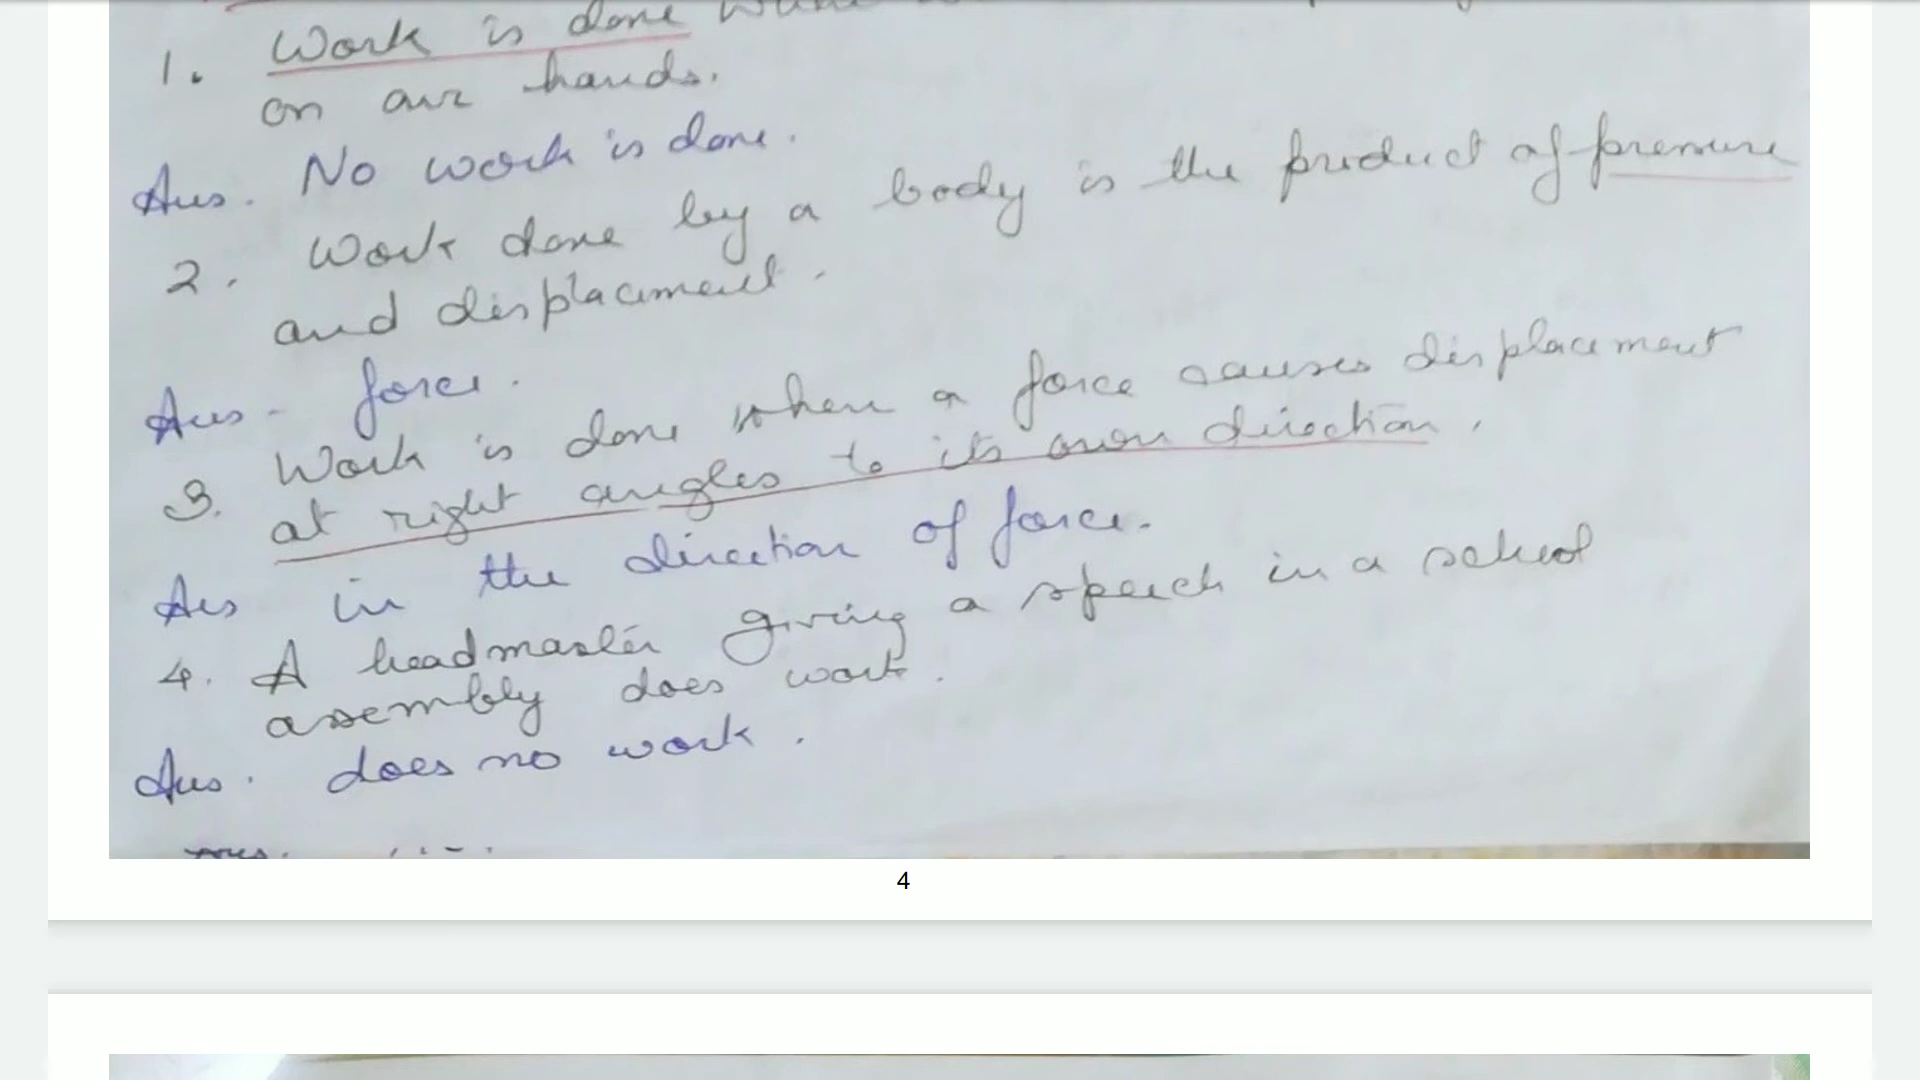 1. Work is done
on our hands.
Ans. No work is done.
2. Work done by a body is the product of pressure
and displacement.
Ans - force.
3. Work is done when a force causes displacement
at right angles to its own direction.
Ans in the direction of force.
4. A headmaster giving a speech in a school
assembly does work.
Ans. does no work.
4